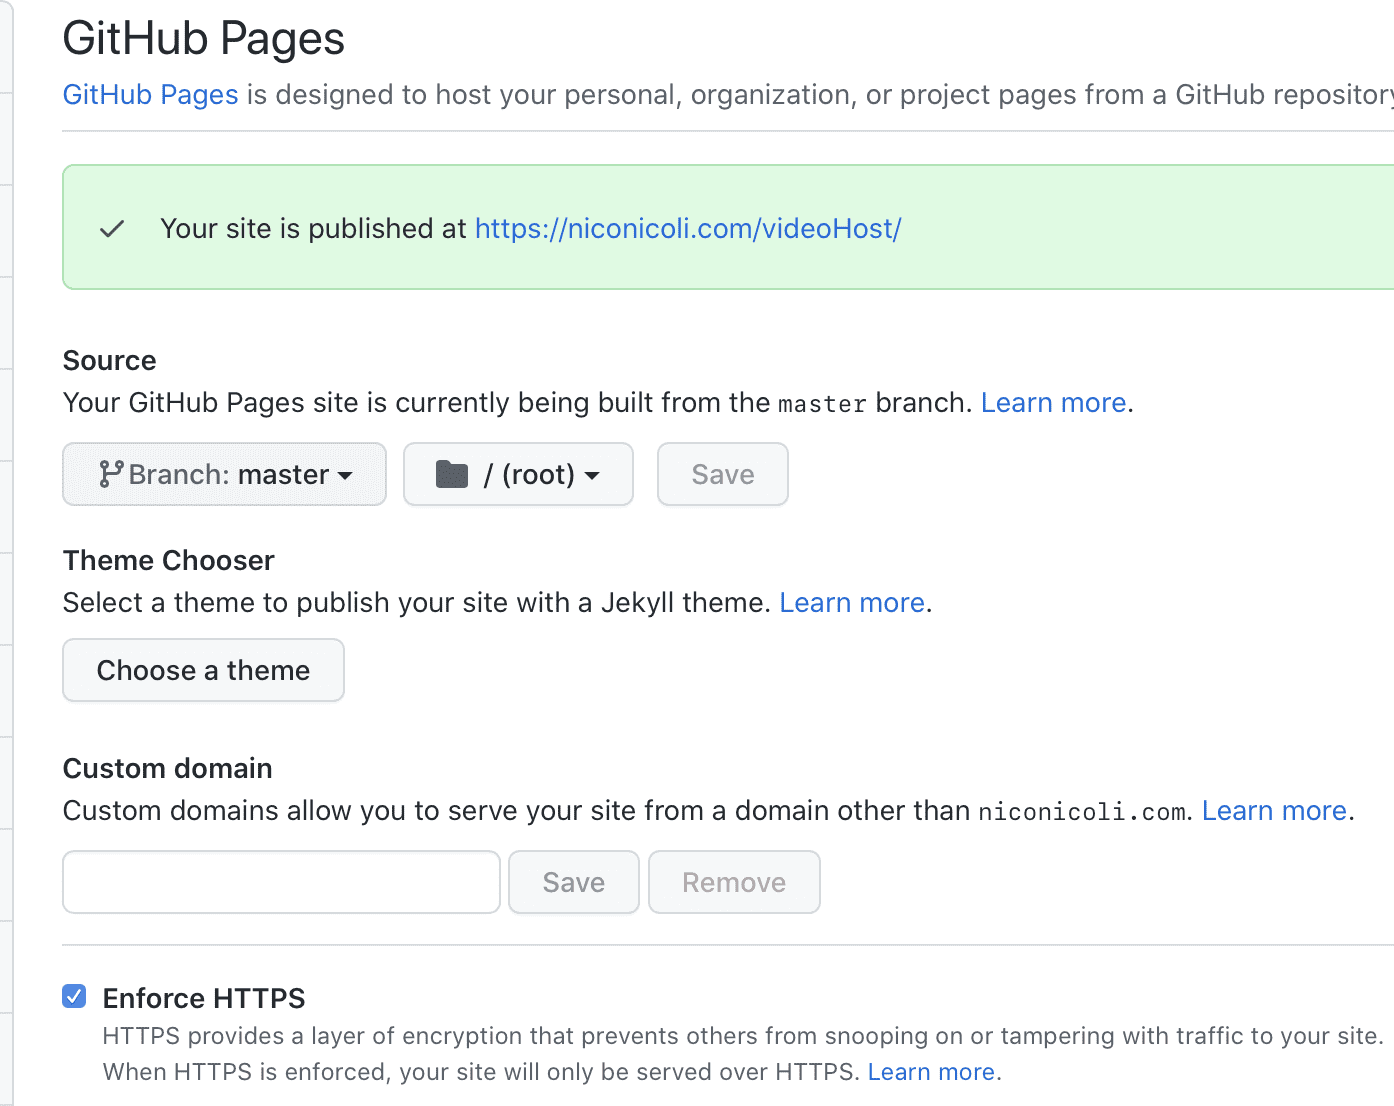 GitHub Pages
GitHub Pages is designed to host your personal, organization, or project pages from a GitHub repository
Your site is published at https://niconicoli.com/videoHost/
Source
Your GitHub Pages site is currently being built from the master branch. Learn more.
Branch: master / (root) Save
Theme Chooser
Select a theme to publish your site with a Jekyll theme. Learn more.
Choose a theme
Custom domain
Custom domains allow you to serve your site from a domain other than niconicoli.com. Learn more.
Save Remove
Enforce HTTPS
HTTPS provides a layer of encryption that prevents others from snooping on or tampering with traffic to your site.
When HTTPS is enforced, your site will only be served over HTTPS. Learn more.